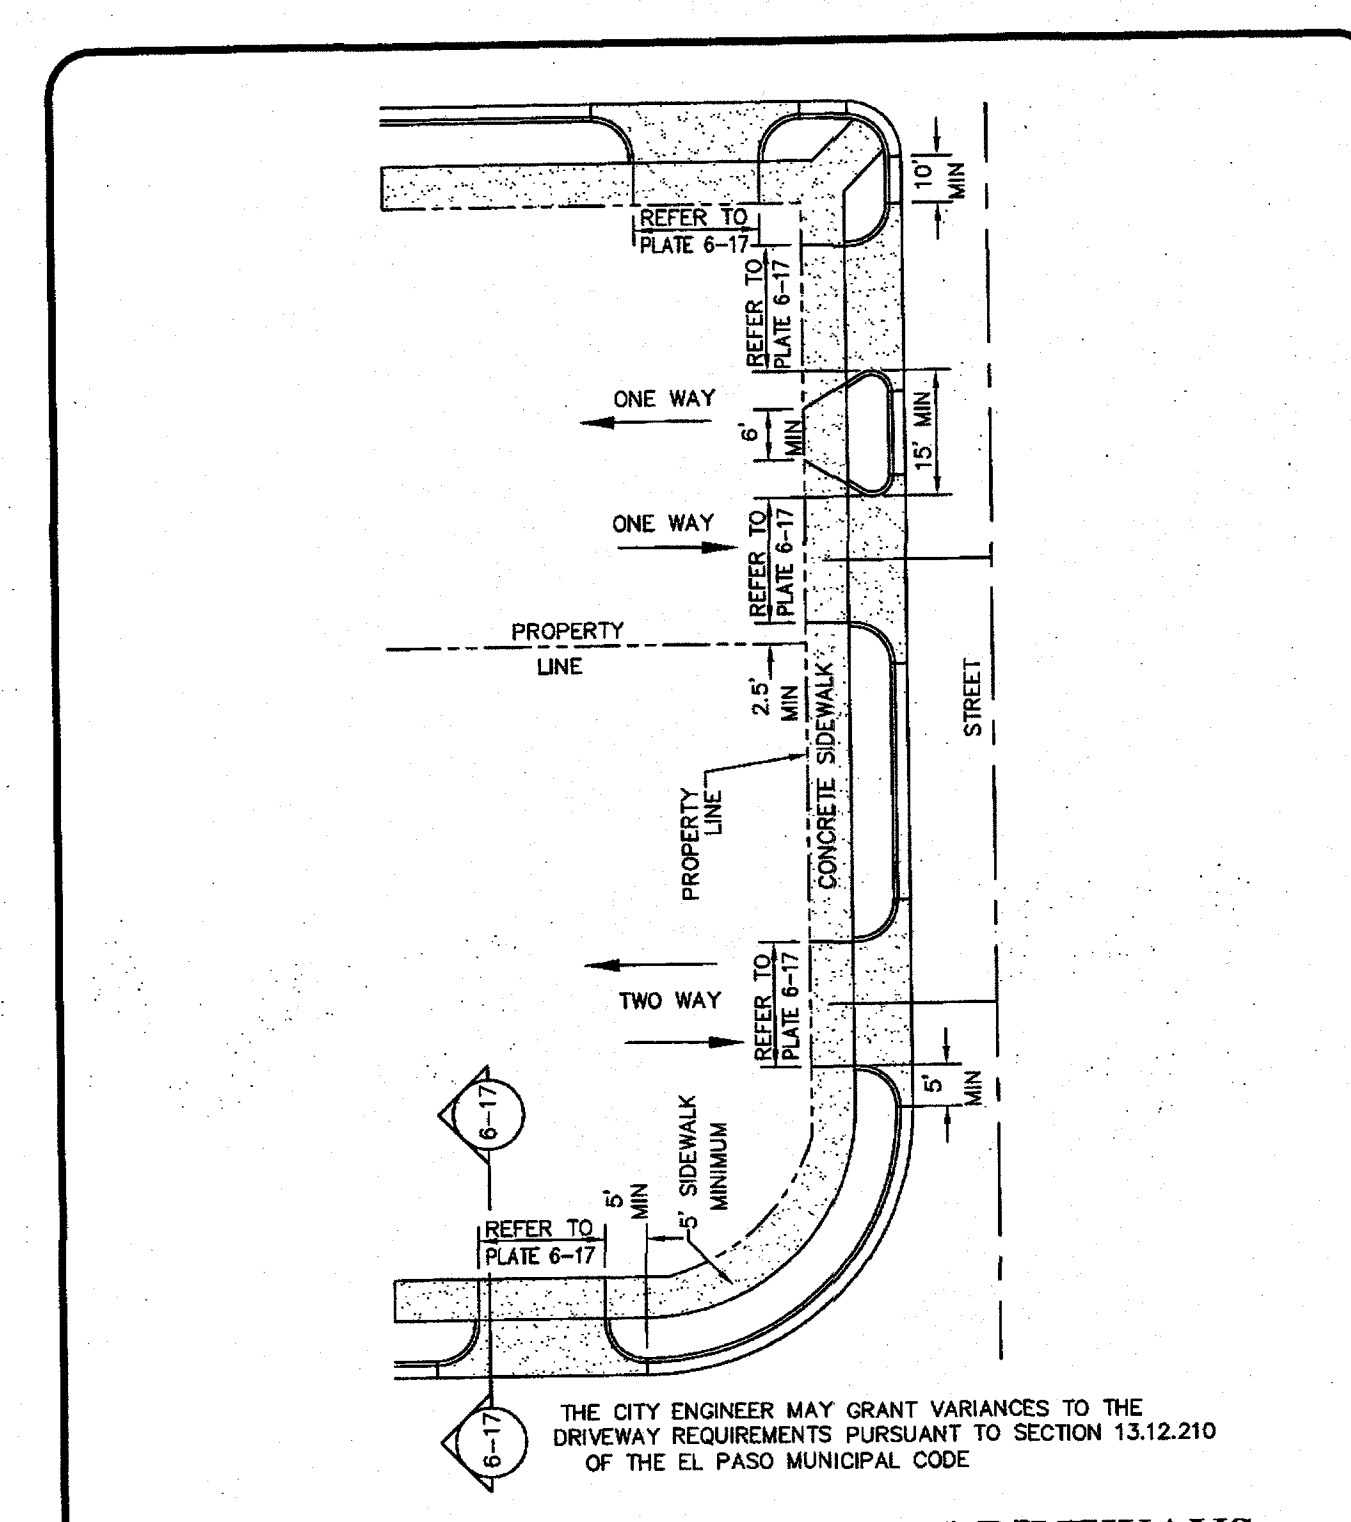 10'
MIN
REFER TO
PLATE 6-17
REFER TO
PLATE 6-17
ONE WAY
6'
MIN
15' MIN
ONE WAY
REFER TO
PLATE 6-17
PROPERTY
LINE
2.5'
MIN
STREET
CONCRETE SIDEWALK
PROPERTY
LINE
TWO WAY
REFER TO
PLATE 6-17
5'
MIN
6-17
5' SIDEWALK
MINIMUM
5'
MIN
REFER TO
PLATE 6-17
6-17
THE CITY ENGINEER MAY GRANT VARIANCES TO THE
DRIVEWAY REQUIREMENTS PURSUANT TO SECTION 13.12.210
OF THE EL PASO MUNICIPAL CODE